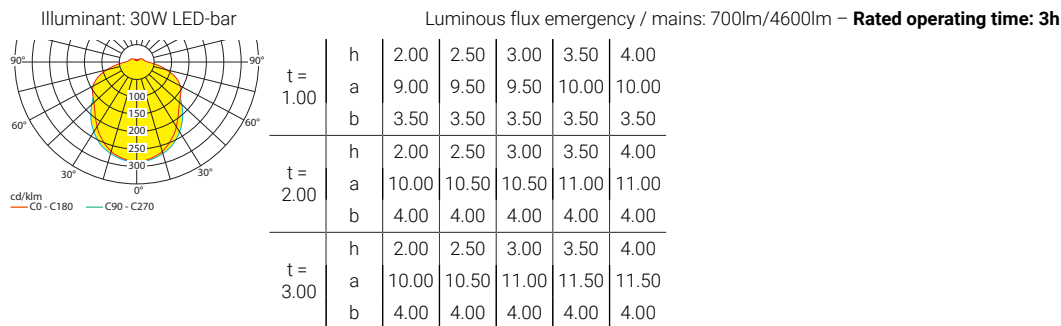 Illuminant: 30W LED-bar
Luminous flux emergency / mains: 700lm/4600lm – Rated operating time: 3h
90° 90°
100
150
200
250
300
60° 60°
30° 30°
0°
cd/klm
C0 - C180 C90 - C270
t = 1.00
h 2.00 2.50 3.00 3.50 4.00
a 9.00 9.50 9.50 10.00 10.00
b 3.50 3.50 3.50 3.50 3.50
t = 2.00
h 2.00 2.50 3.00 3.50 4.00
a 10.00 10.50 10.50 11.00 11.00
b 4.00 4.00 4.00 4.00 4.00
t = 3.00
h 2.00 2.50 3.00 3.50 4.00
a 10.00 10.50 11.00 11.50 11.50
b 4.00 4.00 4.00 4.00 4.00